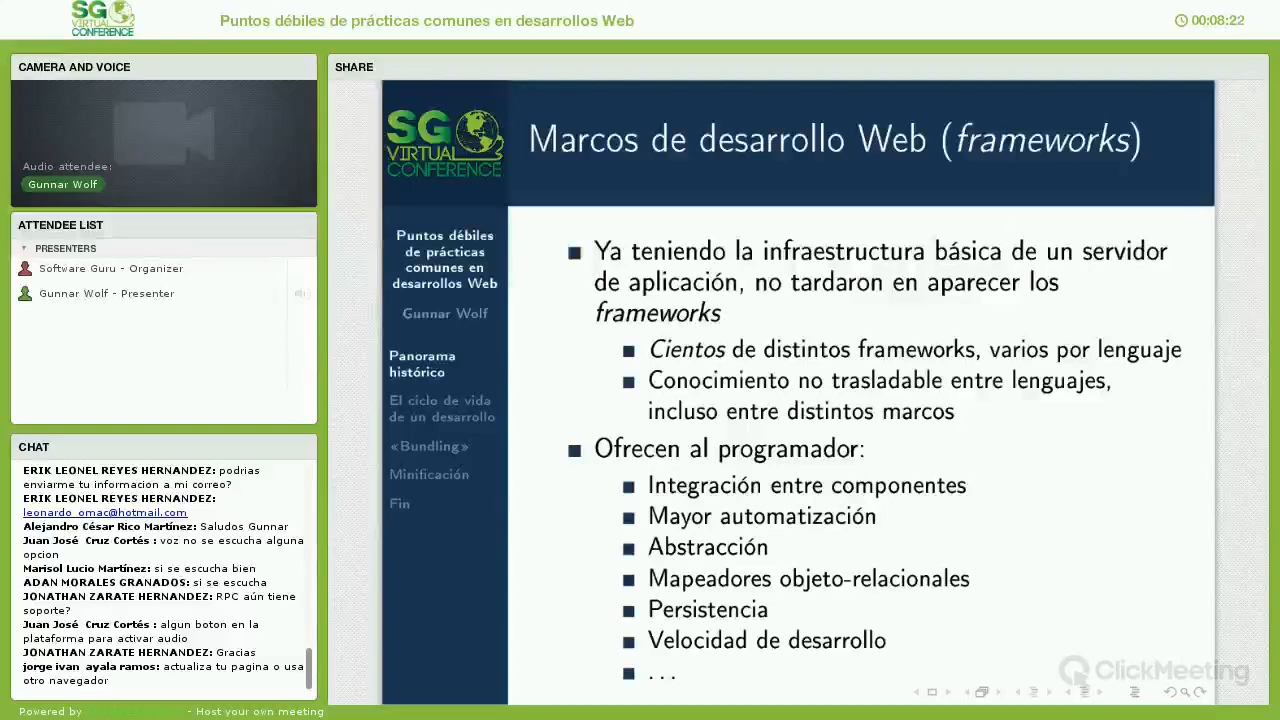 SG
VIRTUAL
CONFERENCE
Puntos débiles de prácticas comunes en desarrollos Web
00:08:22
CAMERA AND VOICE
Audio attendee:
Gunnar Wolf
ATTENDEE LIST
PRESENTERS
Software Guru - Organizer
Gunnar Wolf - Presenter
CHAT
ERIK LEONEL REYES HERNANDEZ: podrias
enviarme tu informacion a mi correo?
ERIK LEONEL REYES HERNANDEZ:
leonardo_omac@hotmail.com
Alejandro César Rico Martínez: Saludos Gunnar
Juan José Cruz Cortés : voz no se escucha alguna
opcion
Marisol Lucio Martínez: si se escucha bien
ADAN MORALES GRANADOS: si se escucha
JONATHAN ZARATE HERNANDEZ: RPC aún tiene
soporte?
Juan José Cruz Cortés : algun boton en la
plataforma para activar audio
JONATHAN ZARATE HERNANDEZ: Gracias
jorge ivan ayala ramos: actualiza tu pagina o usa
otro navegador
Powered by - Host your own meeting
SHARE
SG
VIRTUAL
CONFERENCE
Marcos de desarrollo Web (frameworks)
Puntos débiles
de prácticas
comunes en
desarrollos Web
Gunnar Wolf
Panorama
histórico
El ciclo de vida
de un desarrollo
«Bundling»
Minificación
Fin
Ya teniendo la infraestructura básica de un servidor
de aplicación, no tardaron en aparecer los
frameworks
Cientos de distintos frameworks, varios por lenguaje
Conocimiento no trasladable entre lenguajes,
incluso entre distintos marcos
Ofrecen al programador:
Integración entre componentes
Mayor automatización
Abstracción
Mapeadores objeto-relacionales
Persistencia
Velocidad de desarrollo
. . .
ClickMeeting